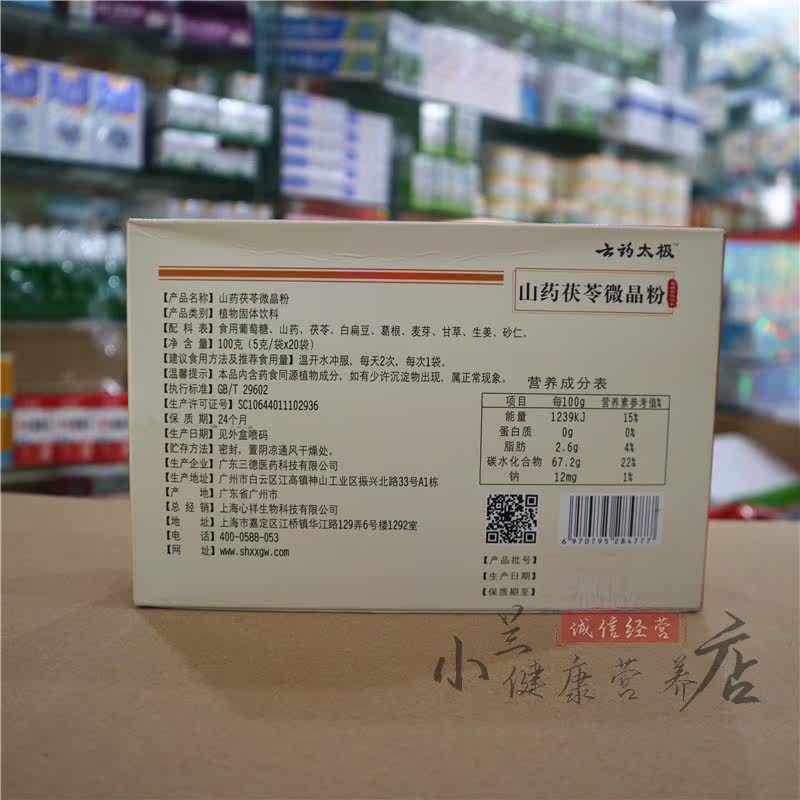 云药太极™
山药茯苓微晶粉
【产品名称】山药茯苓微晶粉
【产品类别】植物固体饮料
【配 料 表】食用葡萄糖、山药、茯苓、白扁豆、葛根、麦芽、甘草、生姜、砂仁。
【净 含 量】100克（5克/袋x20袋）
【建议食用方法及推荐食用量】温开水冲服，每天2次，每次1袋。
【温馨提示】本品内含药食同源植物成分，如有少许沉淀物出现，属正常现象。
【执行标准】GB/T 29602
【生产许可证号】SC10644011102936
【保 质 期】24个月
【生产日期】见外盒喷码
【贮存方法】密封，置阴凉通风干燥处。
【生产企业】广东三德医药科技有限公司
【生产地址】广州市白云区江高镇神山工业区振兴北路33号A1栋
【产 地】广东省广州市
【总 经 销】上海心祥生物科技有限公司
【地 址】上海市嘉定区江桥镇华江路129弄6号楼1292室
【电 话】400-0588-053
【网 址】www.shxxgw.com
营养成分表
项目 每100g 营养素参考值%
能量 1239kJ 15%
蛋白质 0g 0%
脂肪 2.6g 4%
碳水化合物 67.2g 22%
钠 12mg 1%
6 970795 284777
【产品批号】
【生产日期】
【保质期至】
诚信经营
小兰健康营养店